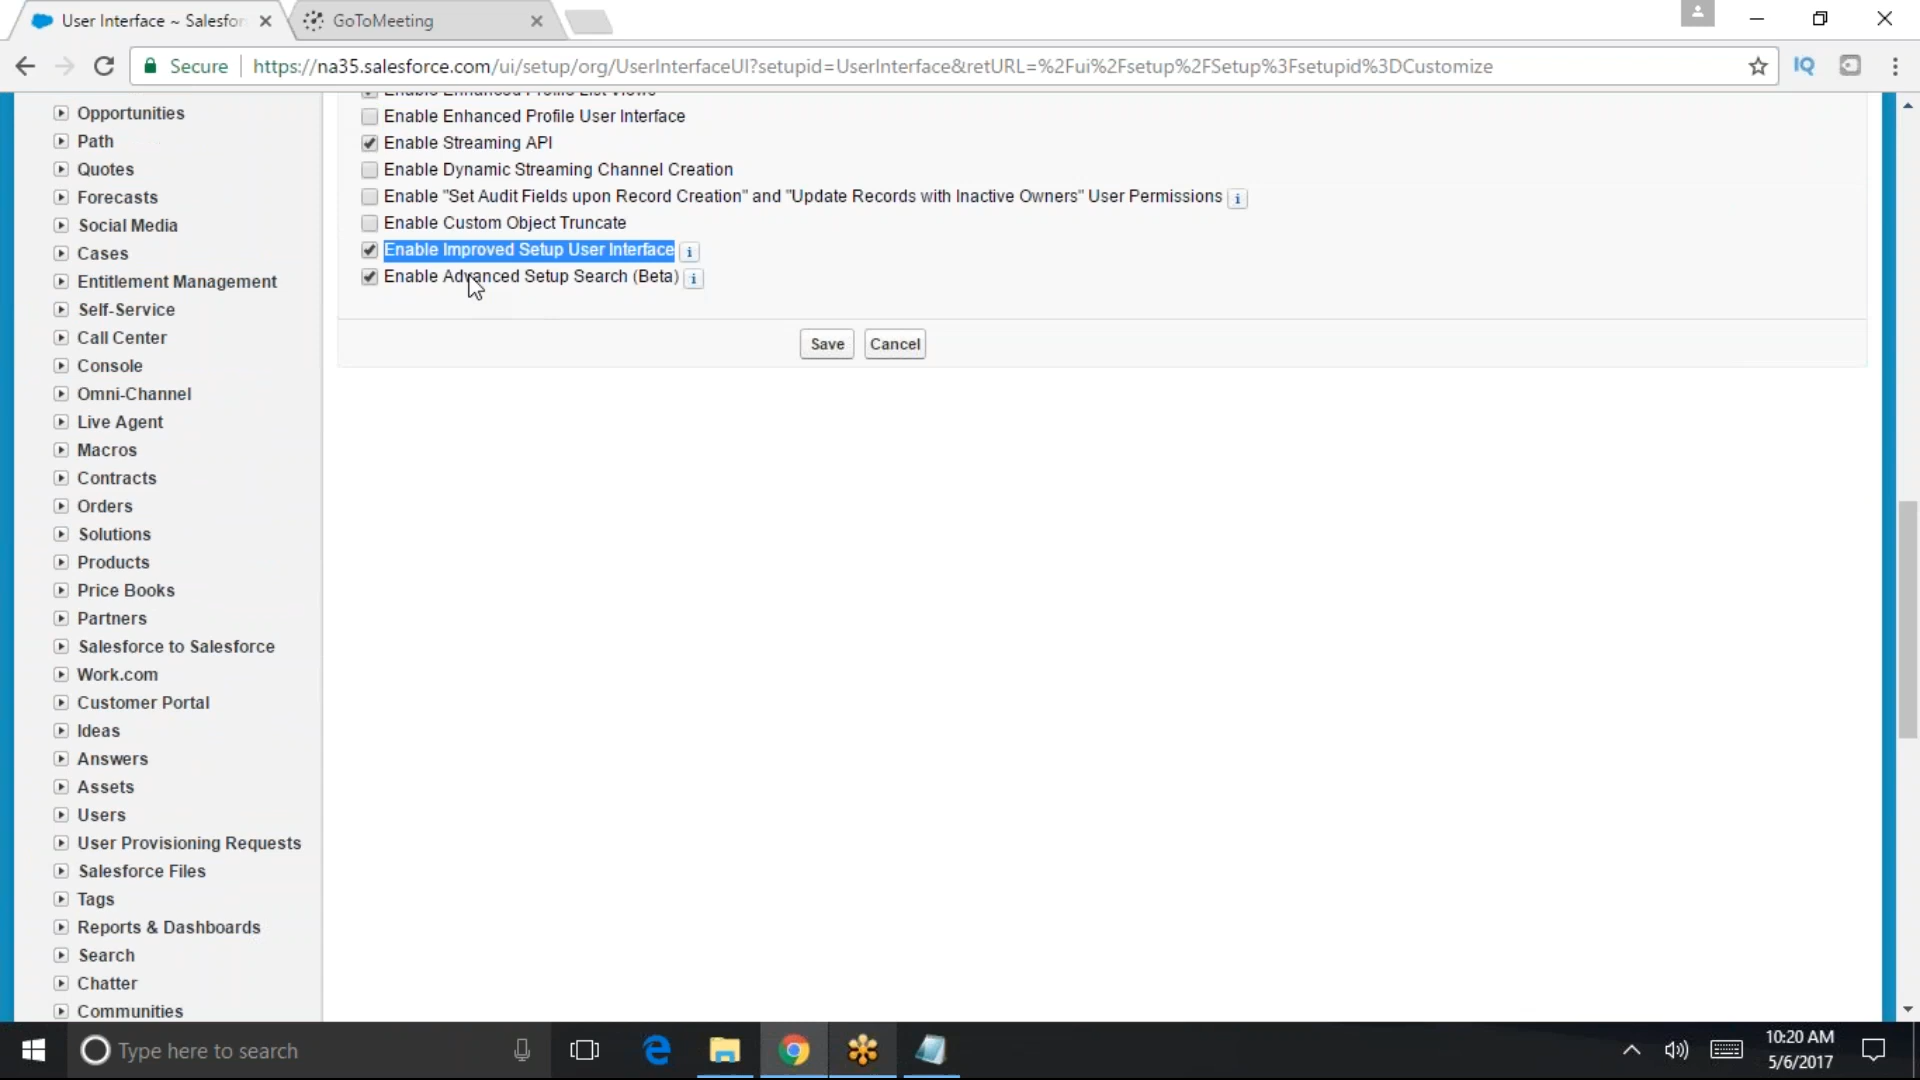 User Interface ~ Salesfor
GoToMeeting
Secure
https://na35.salesforce.com/ui/setup/org/UserInterfaceUI?setupid=UserInterface&retURL=%2Fui%2Fsetup%2FSetup%3Fsetupid%3DCustomize
IQ
Opportunities
Path
Quotes
Forecasts
Social Media
Cases
Entitlement Management
Self-Service
Call Center
Console
Omni-Channel
Live Agent
Macros
Contracts
Orders
Solutions
Products
Price Books
Partners
Salesforce to Salesforce
Work.com
Customer Portal
Ideas
Answers
Assets
Users
User Provisioning Requests
Salesforce Files
Tags
Reports & Dashboards
Search
Chatter
Communities
Enable Enhanced Profile List Views
Enable Enhanced Profile User Interface
Enable Streaming API
Enable Dynamic Streaming Channel Creation
Enable "Set Audit Fields upon Record Creation" and "Update Records with Inactive Owners" User Permissions i
Enable Custom Object Truncate
Enable Improved Setup User Interface i
Enable Advanced Setup Search (Beta) i
Save
Cancel
Type here to search
10:20 AM
5/6/2017